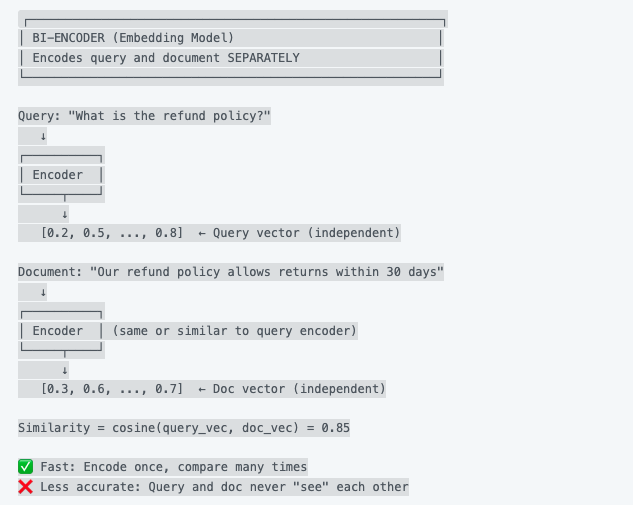 BI-ENCODER (Embedding Model)
Encodes query and document SEPARATELY
Query: "What is the refund policy?"
↓
Encoder
↓
[0.2, 0.5, ..., 0.8] ← Query vector (independent)
Document: "Our refund policy allows returns within 30 days"
↓
Encoder (same or similar to query encoder)
↓
[0.3, 0.6, ..., 0.7] ← Doc vector (independent)
Similarity = cosine(query_vec, doc_vec) = 0.85
✅ Fast: Encode once, compare many times
❌ Less accurate: Query and doc never "see" each other